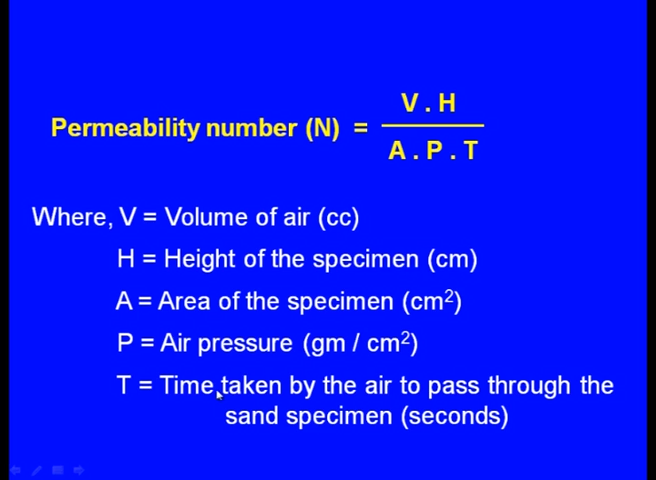 Permeability number (N) = V . H
A . P . T
Where, V = Volume of air (cc)
H = Height of the specimen (cm)
A = Area of the specimen (cm²)
P = Air pressure (gm / cm²)
T = Time taken by the air to pass through the
sand specimen (seconds)